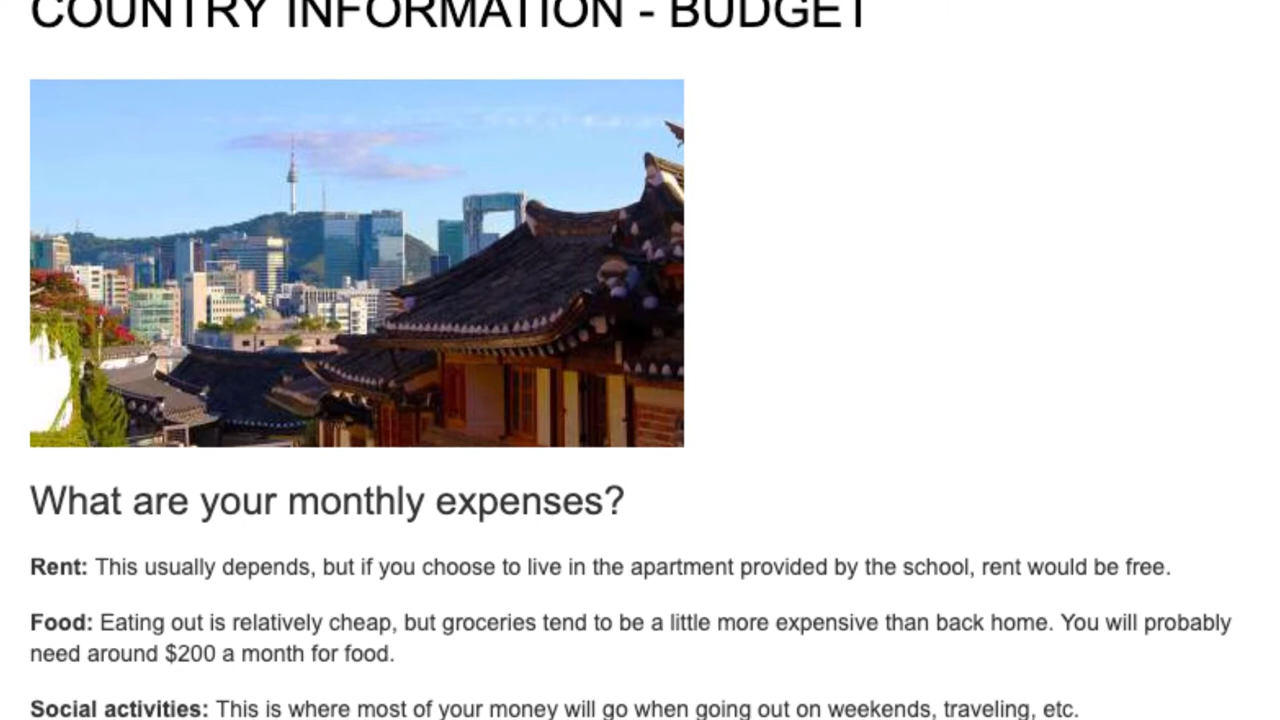 COUNTRY INFORMATION - BUDGET
What are your monthly expenses?
Rent: This usually depends, but if you choose to live in the apartment provided by the school, rent would be free.
Food: Eating out is relatively cheap, but groceries tend to be a little more expensive than back home. You will probably
need around $200 a month for food.
Social activities: This is where most of your money will go when going out on weekends, traveling, etc.